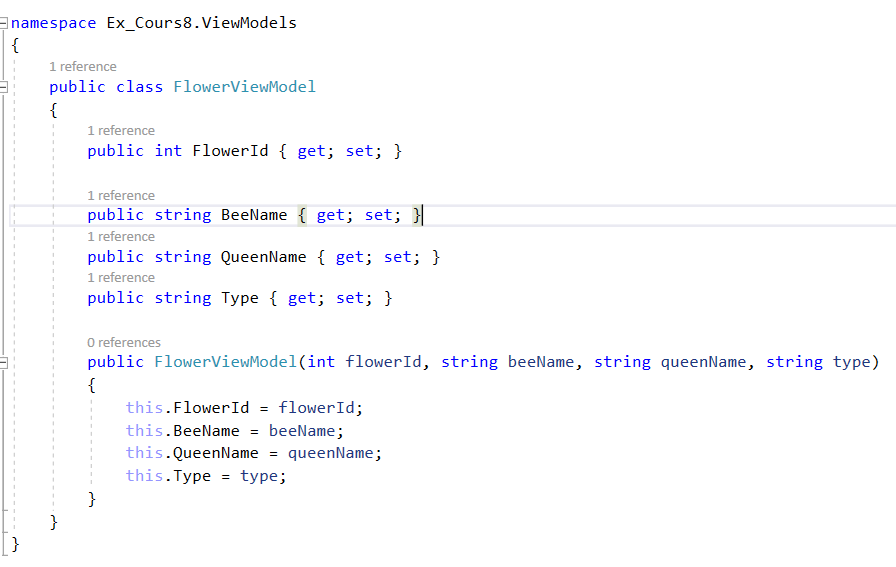 namespace Ex_Cours8.ViewModels
{
1 reference
public class FlowerViewModel
{
1 reference
public int FlowerId { get; set; }
1 reference
public string BeeName { get; set; }
1 reference
public string QueenName { get; set; }
1 reference
public string Type { get; set; }
0 references
public FlowerViewModel(int flowerId, string beeName, string queenName, string type)
{
this.FlowerId = flowerId;
this.BeeName = beeName;
this.QueenName = queenName;
this.Type = type;
}
}
}